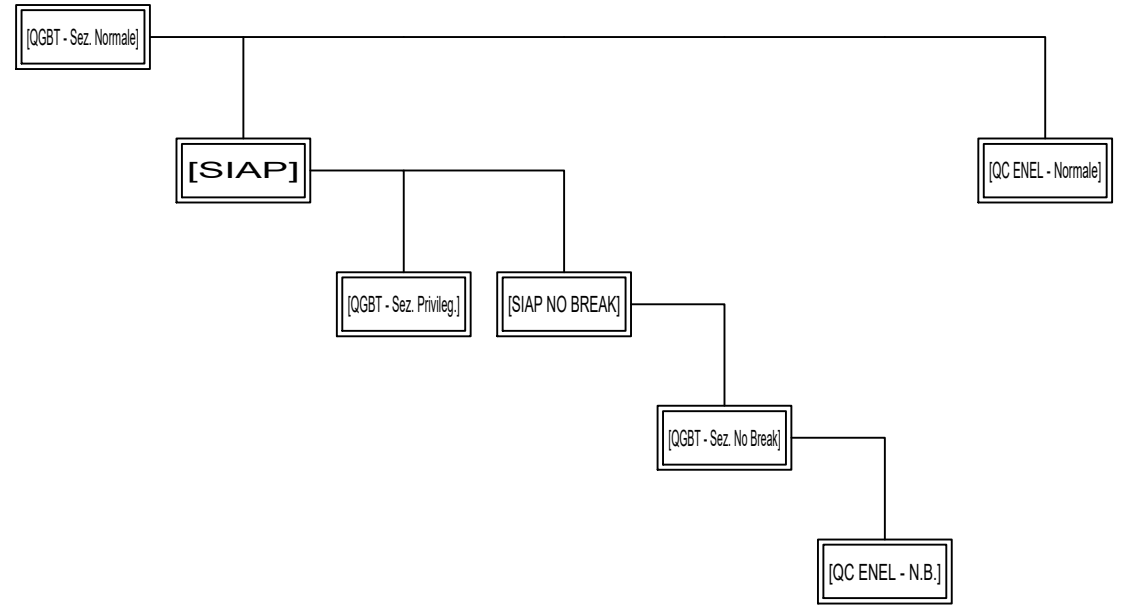 [QGBT - Sez. Normale]
[SIAP]
[QC ENEL - Normale]
[QGBT - Sez. Privileg.]
[SIAP NO BREAK]
[QGBT - Sez. No Break]
[QC ENEL - N.B.]